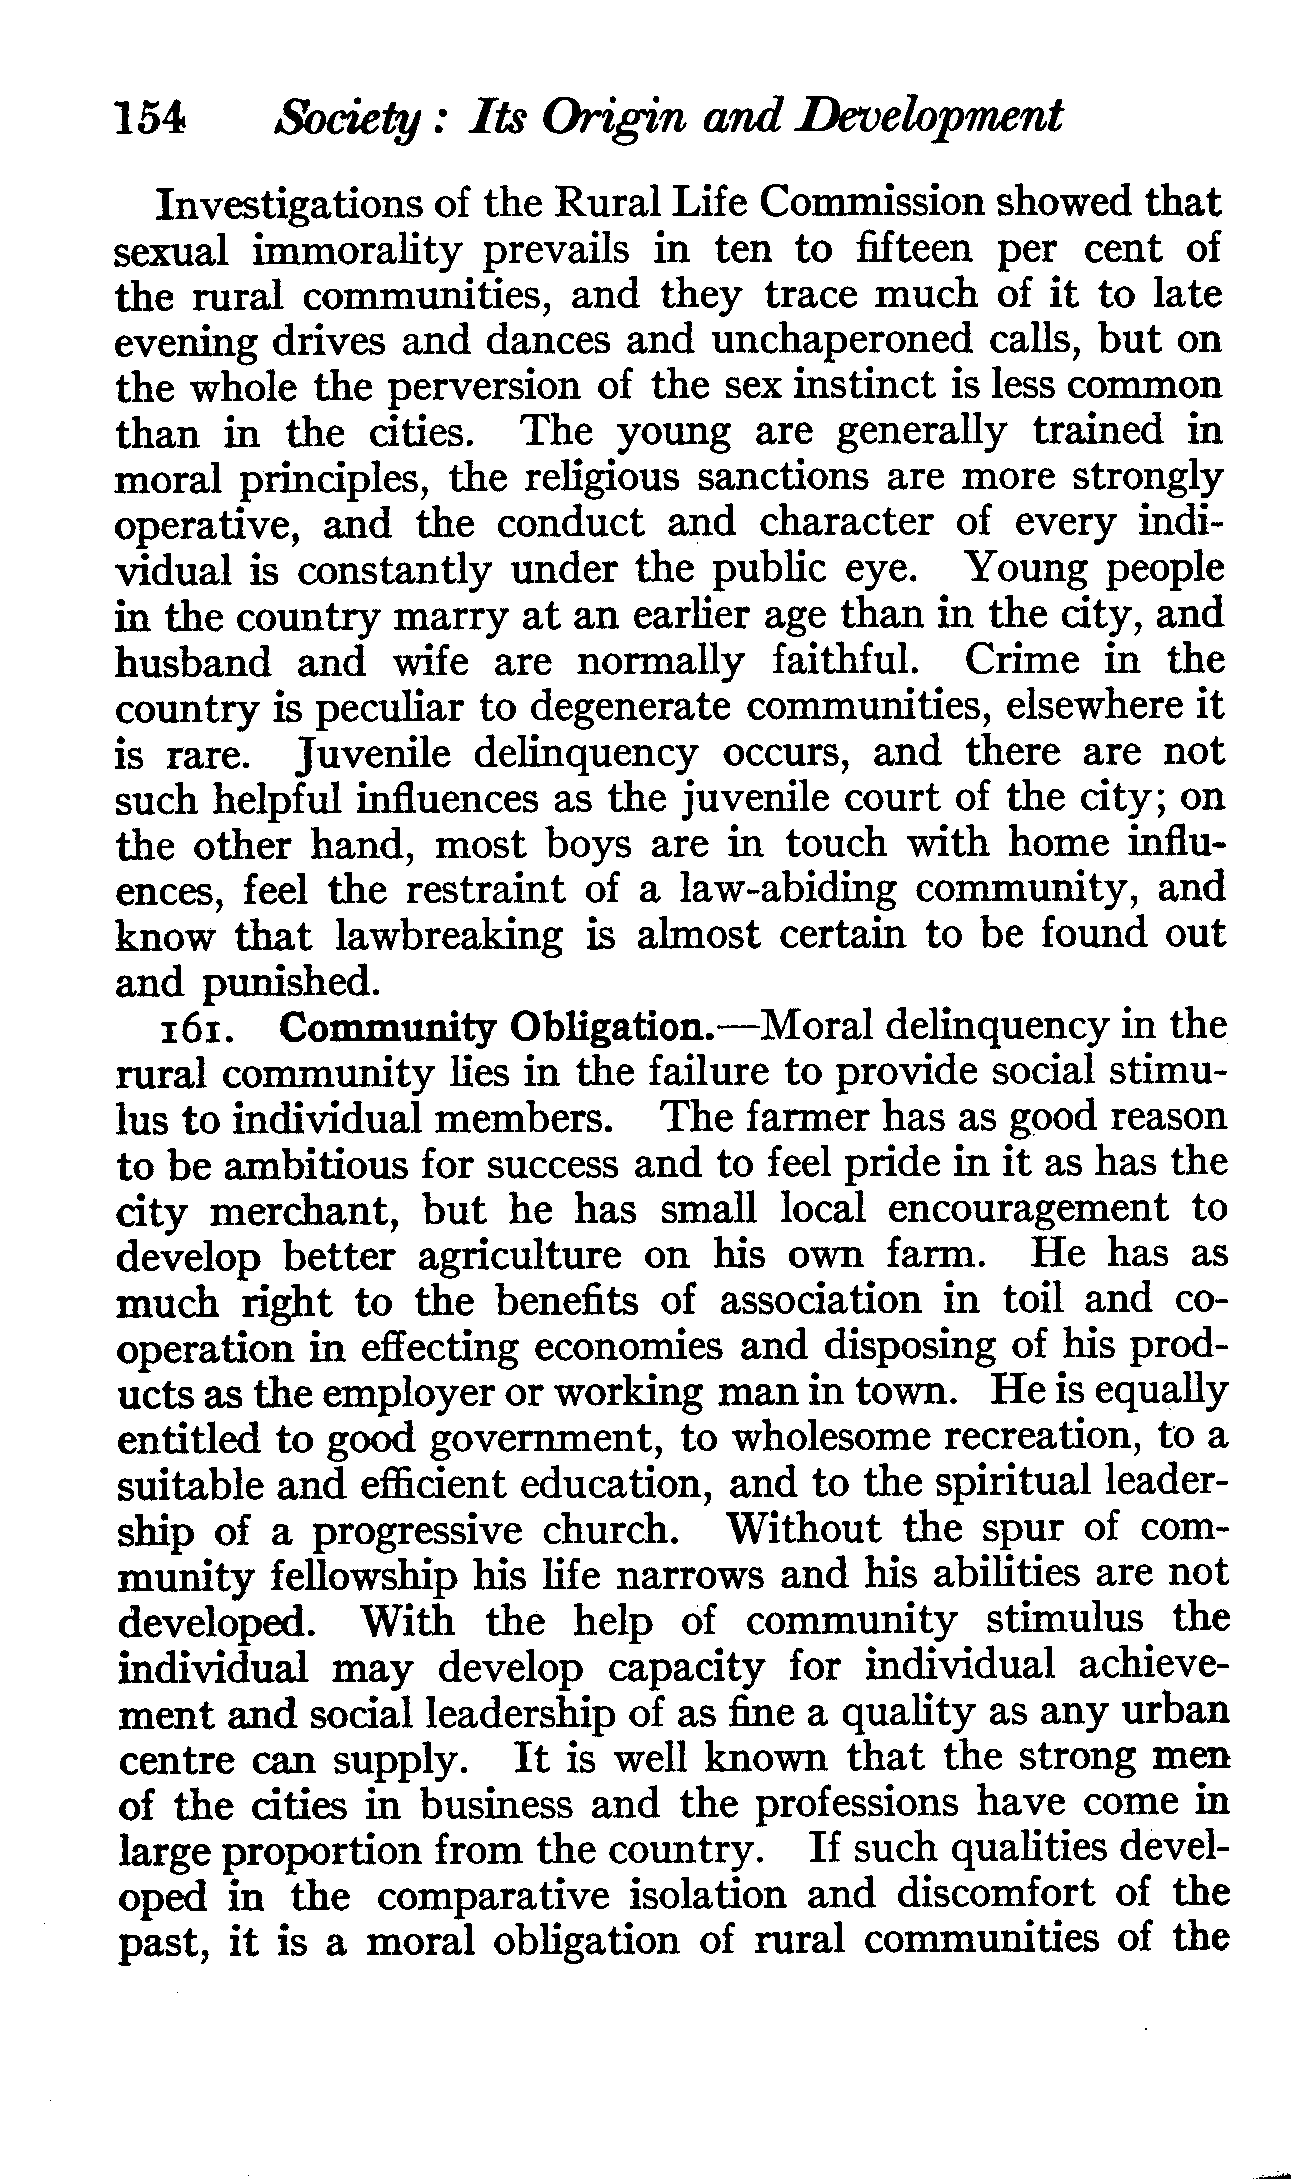 154 Society : Its Origin and Development
Investigations of the Rural Life Commission showed that
sexual immorality prevails in ten to fifteen per cent of
the rural communities, and they trace much of it to late
evening drives and dances and unchaperoned calls, but on
the whole the perversion of the sex instinct is less common
than in the cities. The young are generally trained in
moral principles, the religious sanctions are more strongly
operative, and the conduct and character of every indi-
vidual is constantly under the public eye. Young people
in the country marry at an earlier age than in the city, and
husband and wife are normally faithful. Crime in the
country is peculiar to degenerate communities, elsewhere it
is rare. Juvenile delinquency occurs, and there are not
such helpful influences as the juvenile court of the city; on
the other hand, most boys are in touch with home influ-
ences, feel the restraint of a law-abiding community, and
know that lawbreaking is almost certain to be found out
and punished.
161. Community Obligation.—Moral delinquency in the
rural community lies in the failure to provide social stimu-
lus to individual members. The farmer has as good reason
to be ambitious for success and to feel pride in it as has the
city merchant, but he has small local encouragement to
develop better agriculture on his own farm. He has as
much right to the benefits of association in toil and co-
operation in effecting economies and disposing of his prod-
ucts as the employer or working man in town. He is equally
entitled to good government, to wholesome recreation, to a
suitable and efficient education, and to the spiritual leader-
ship of a progressive church. Without the spur of com-
munity fellowship his life narrows and his abilities are not
developed. With the help of community stimulus the
individual may develop capacity for individual achieve-
ment and social leadership of as fine a quality as any urban
centre can supply. It is well known that the strong men
of the cities in business and the professions have come in
large proportion from the country. If such qualities devel-
oped in the comparative isolation and discomfort of the
past, it is a moral obligation of rural communities of the